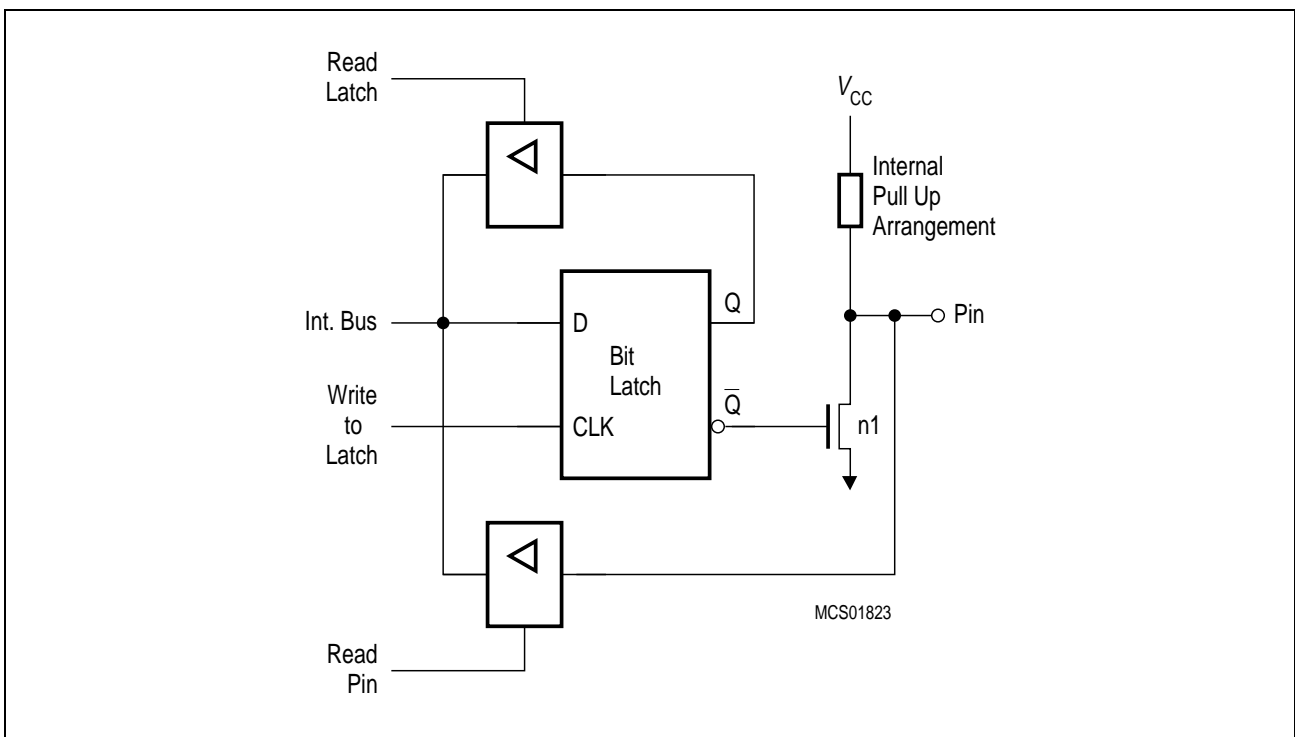 Read
Latch
V CC
Internal
Pull Up
Arrangement
Int. Bus
D
Q
Pin
Bit
Latch
Write
to
Latch
CLK
Q̅
n1
MCS01823
Read
Pin